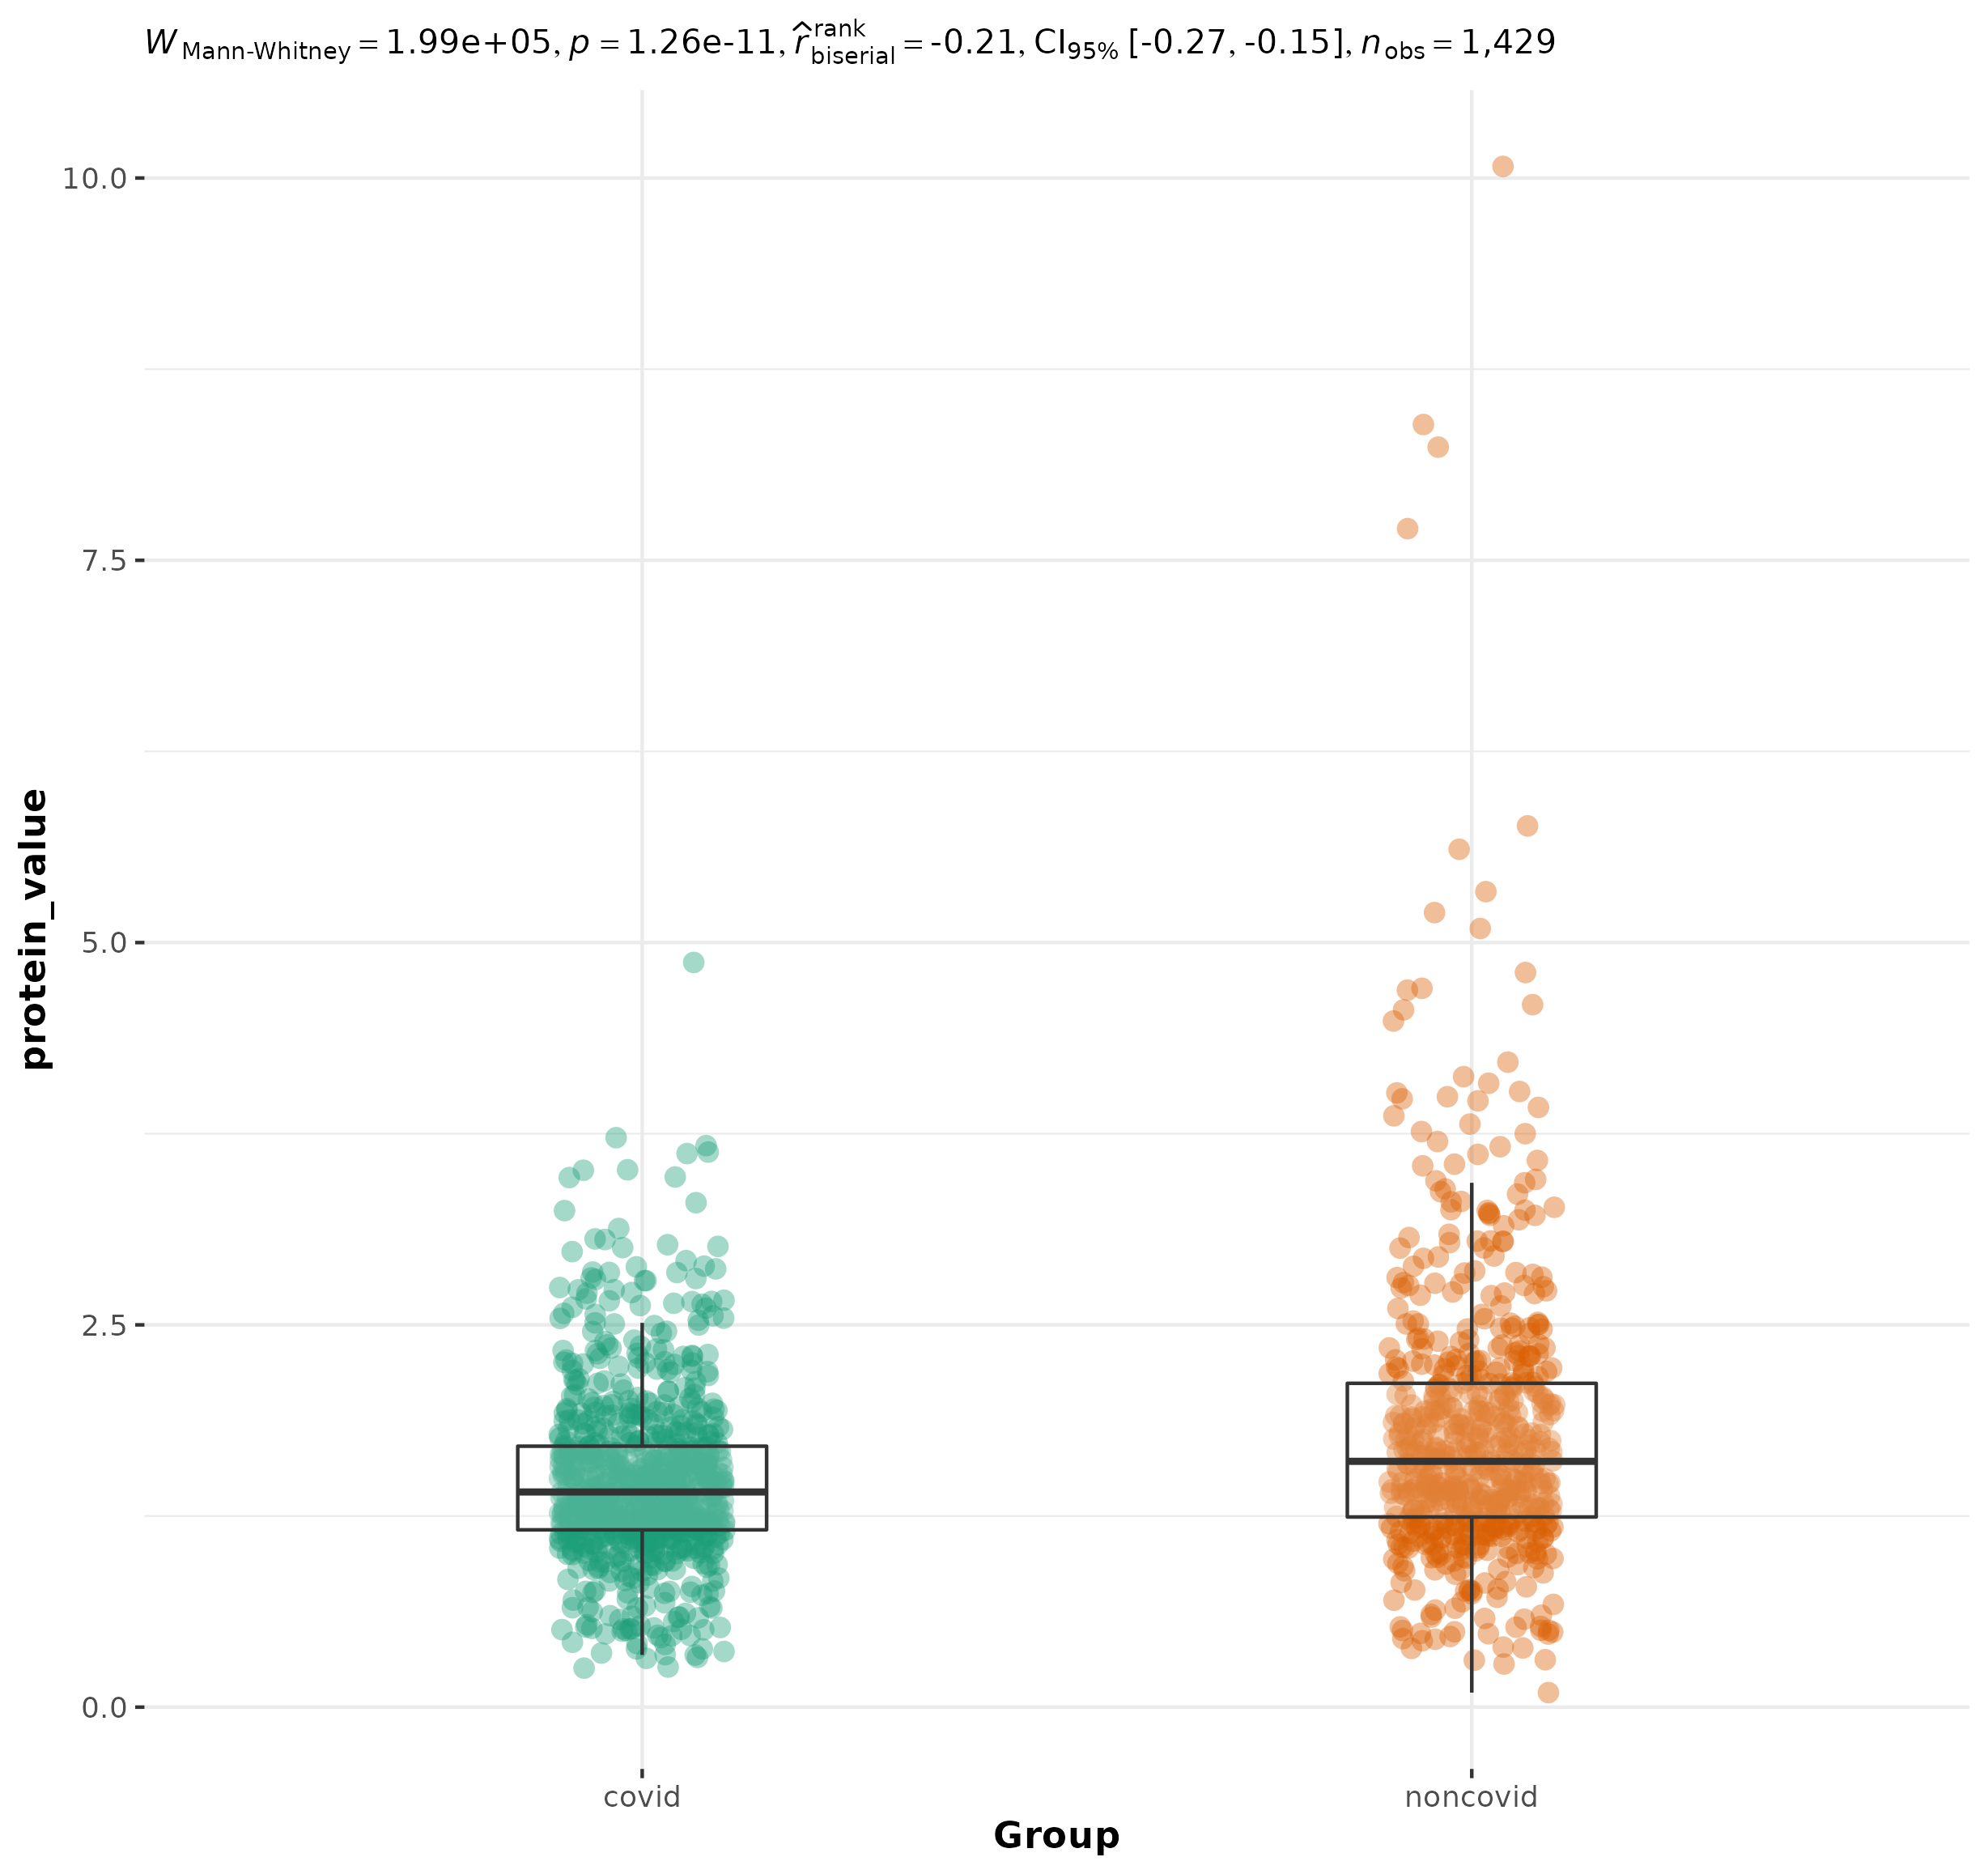 W Mann-Whitney = 1.99e+05, p = 1.26e-11, r̂ rank biserial = -0.21, CI95% [-0.27, -0.15], nobs = 1,429
10.0
7.5
5.0
2.5
0.0
protein_value
covid
noncovid
Group